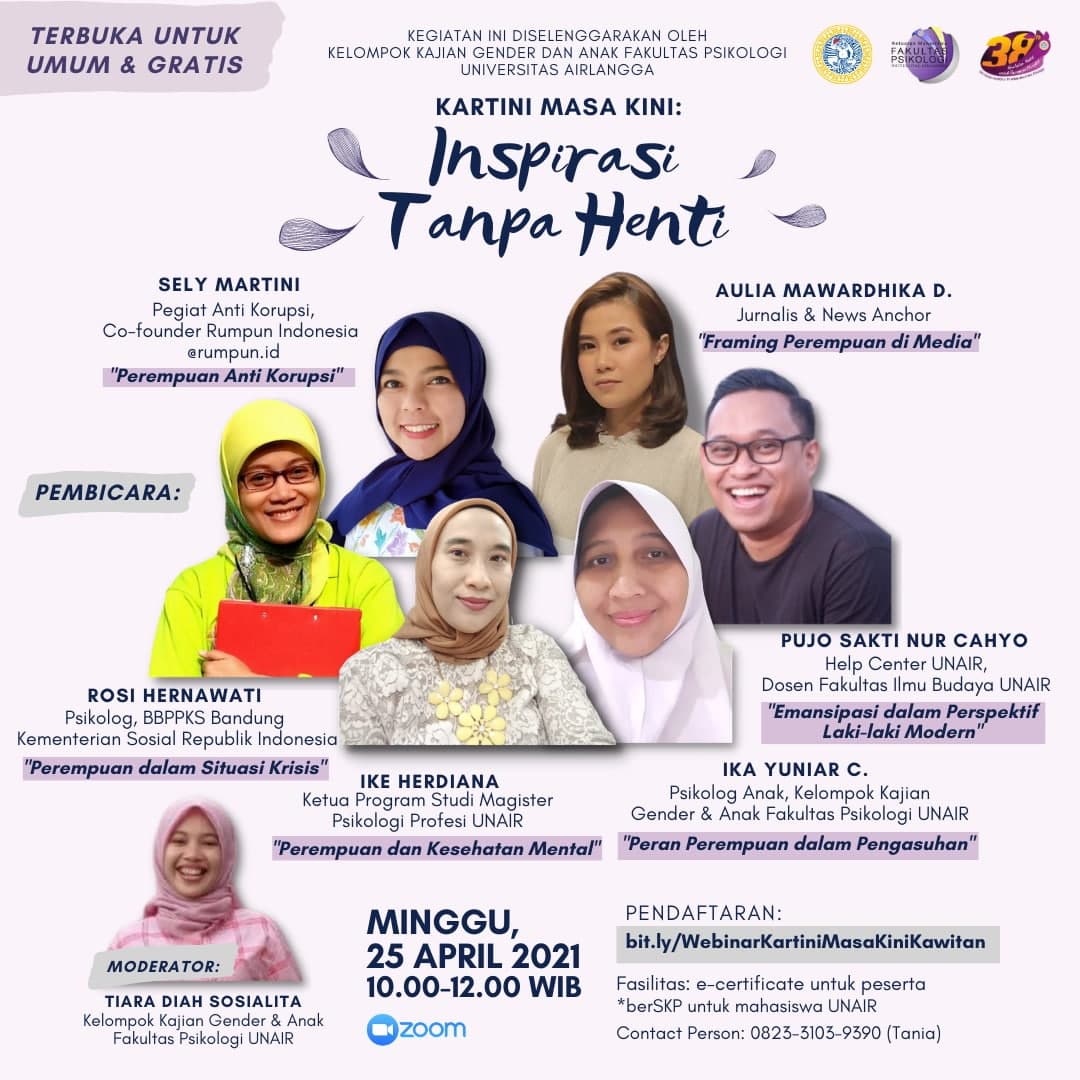 TERBUKA UNTUK
UMUM & GRATIS
KEGIATAN INI DISELENGGARAKAN OLEH
KELOMPOK KAJIAN GENDER DAN ANAK FAKULTAS PSIKOLOGI
UNIVERSITAS AIRLANGGA
FAKULTAS
PSIKOLOGI
38
KARTINI MASA KINI:
Inspirasi
Tanpa Henti
SELY MARTINI
Pegiat Anti Korupsi,
Co-founder Rumpun Indonesia
@rumpun.id
"Perempuan Anti Korupsi"
AULIA MAWARDHIKA D.
Jurnalis & News Anchor
"Framing Perempuan di Media"
PEMBICARA:
PUJO SAKTI NUR CAHYO
Help Center UNAIR,
Dosen Fakultas Ilmu Budaya UNAIR
"Emansipasi dalam Perspektif
Laki-laki Modern"
ROSI HERNAWATI
Psikolog, BBPPKS Bandung
Kementerian Sosial Republik Indonesia
"Perempuan dalam Situasi Krisis"
IKE HERDIANA
Ketua Program Studi Magister
Psikologi Profesi UNAIR
"Perempuan dan Kesehatan Mental"
IKA YUNIAR C.
Psikolog Anak, Kelompok Kajian
Gender & Anak Fakultas Psikologi UNAIR
"Peran Perempuan dalam Pengasuhan"
MODERATOR:
TIARA DIAH SOSIALITA
Kelompok Kajian Gender & Anak
Fakultas Psikologi UNAIR
MINGGU,
25 APRIL 2021
10.00-12.00 WIB
zoom
PENDAFTARAN:
bit.ly/WebinarKartiniMasaKiniKawitan
Fasilitas: e-certificate untuk peserta
*berSKP untuk mahasiswa UNAIR
Contact Person: 0823-3103-9390 (Tania)